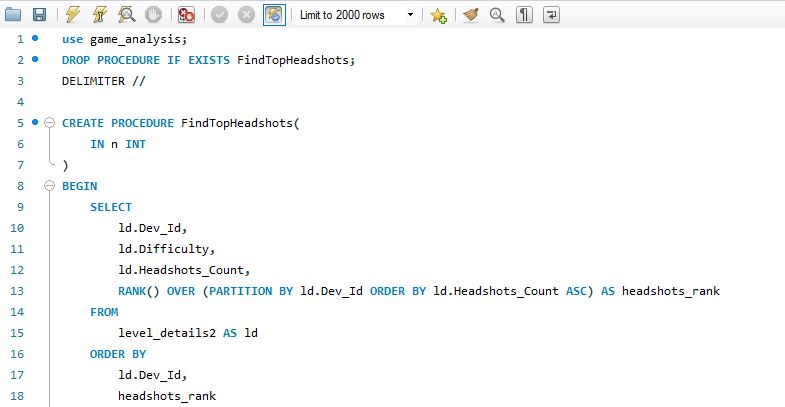 Limit to 2000 rows
1 use game_analysis;
2 DROP PROCEDURE IF EXISTS FindTopHeadshots;
3 DELIMITER //
4
5 CREATE PROCEDURE FindTopHeadshots(
6 IN n INT
7 )
8 BEGIN
9 SELECT
10 ld.Dev_Id,
11 ld.Difficulty,
12 ld.Headshots_Count,
13 RANK() OVER (PARTITION BY ld.Dev_Id ORDER BY ld.Headshots_Count ASC) AS headshots_rank
14 FROM
15 level_details2 AS ld
16 ORDER BY
17 ld.Dev_Id,
18 headshots_rank